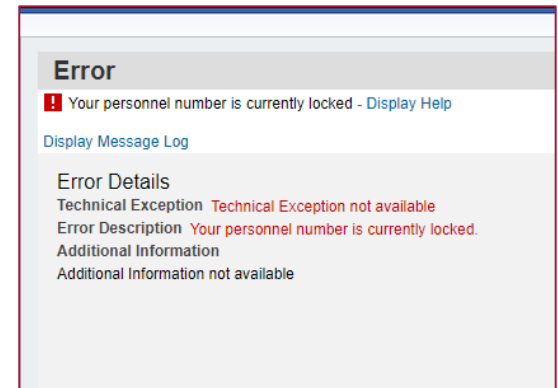 Error
! Your personnel number is currently locked - Display Help
Display Message Log
Error Details
Technical Exception Technical Exception not available
Error Description Your personnel number is currently locked.
Additional Information
Additional Information not available